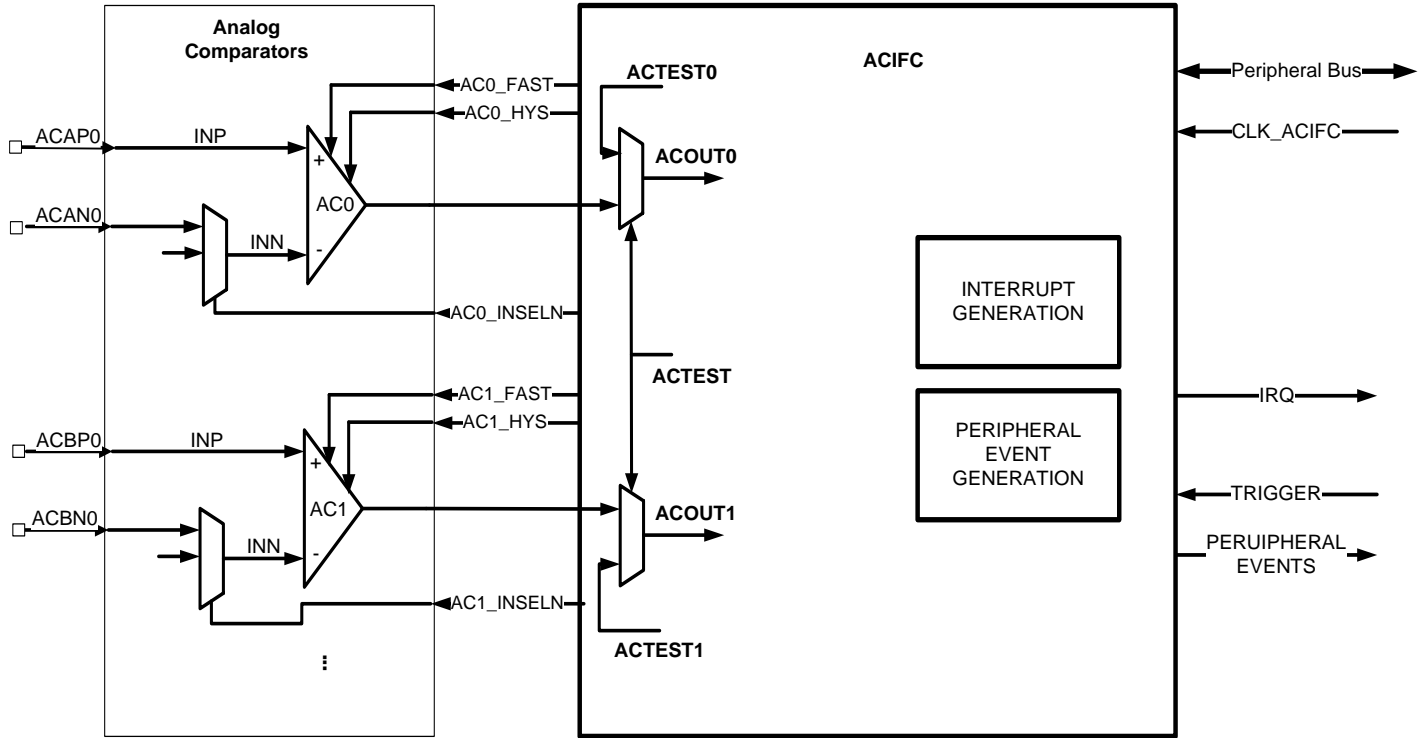 Analog
Comparators
ACIFC
ACTEST0
AC0_FAST
AC0_HYS
Peripheral Bus
CLK_ACIFC
ACAP0
INP
+
AC0
-
ACOUT0
ACAN0
INN
AC0_INSELN
INTERRUPT
GENERATION
ACTEST
AC1_FAST
AC1_HYS
IRQ
ACBP0
INP
+
AC1
-
PERIPHERAL
EVENT
GENERATION
TRIGGER
ACOUT1
ACBN0
INN
PERUIPHERAL
EVENTS
AC1_INSELN
ACTEST1
...